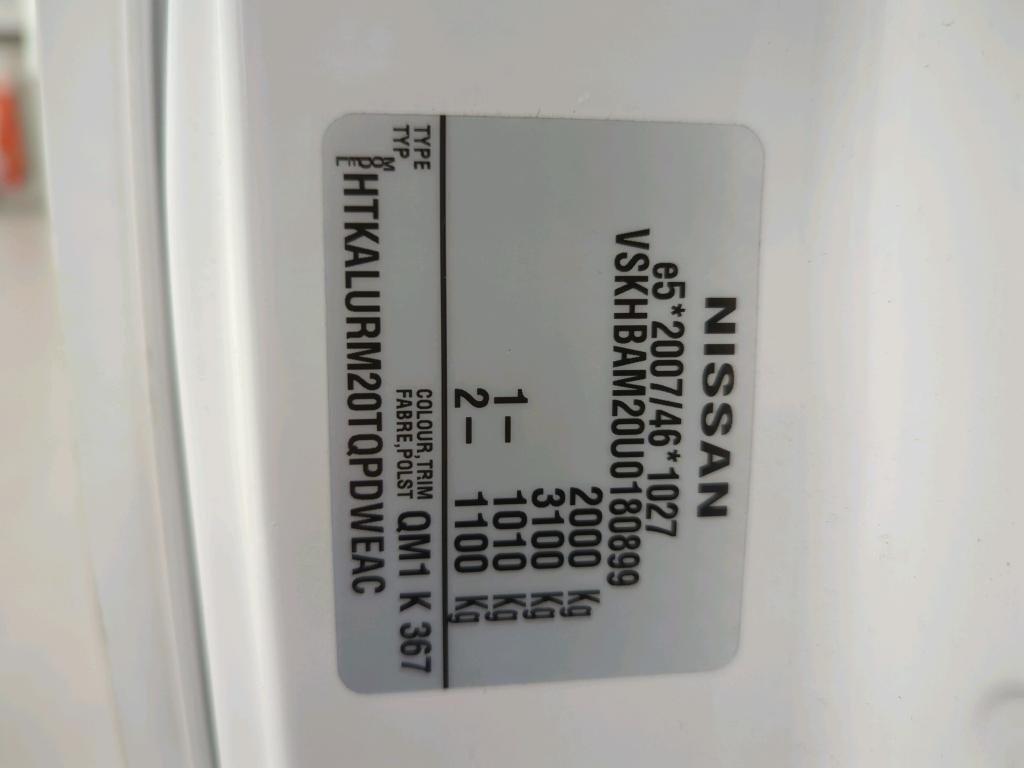 NISSAN
e5*2007/46*1027
VSKHBAM20U0180899
2000 Kg
3100 Kg
1- 1010 Kg
2- 1100 Kg
TYPE
TYP
COLOUR,TRIM
FABRE,POLST
QM1 K 367
MODEL
HTKALURM20TQPDWEAC